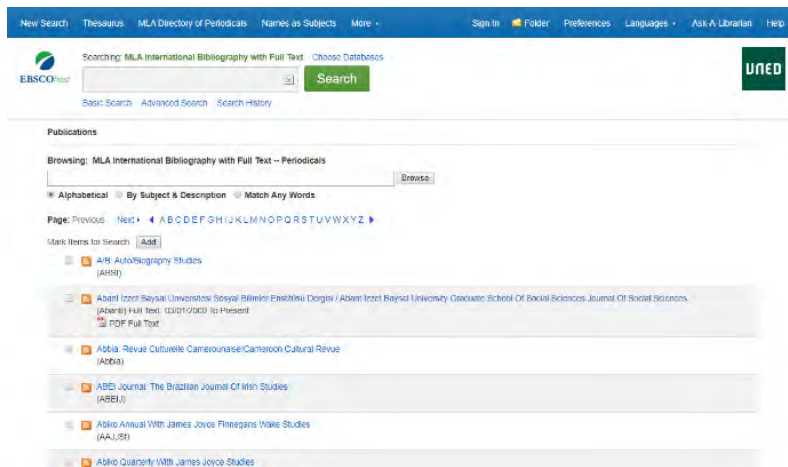 New Search Thesaurus MLA Directory of Periodicals Names as Subjects More Sign In Folder Preferences Languages Ask-A-Librarian Help
Searching: MLA International Bibliography with Full Text Choose Databases
EBSCOhost
Search
UNED
Basic Search Advanced Search Search History
Publications
Browsing: MLA International Bibliography with Full Text -- Periodicals
Browse
Alphabetical By Subject & Description Match Any Words
Page: Previous Next A B C D E F G H I J K L M N O P Q R S T U V W X Y Z
Mark Items for Search Add
A/B: Auto/Biography Studies
(ABSt)
Abant Izzet Baysal Universitesi Sosyal Bilimler Enstitüsü Dergisi / Abant Izzet Baysal University Graduate School Of Social Sciences Journal Of Social Sciences
Full Text: 03/01/2000 To Present
PDF Full Text
Abbia: Revue Culturelle Camerounaise/Cameroon Cultural Revue
(Abbia)
ABEI Journal: The Brazilian Journal Of Irish Studies
(ABEIJ)
Abiko Annual With James Joyce Finnegans Wake Studies
(AAJJSt)
Abiko Quarterly With James Joyce Studies